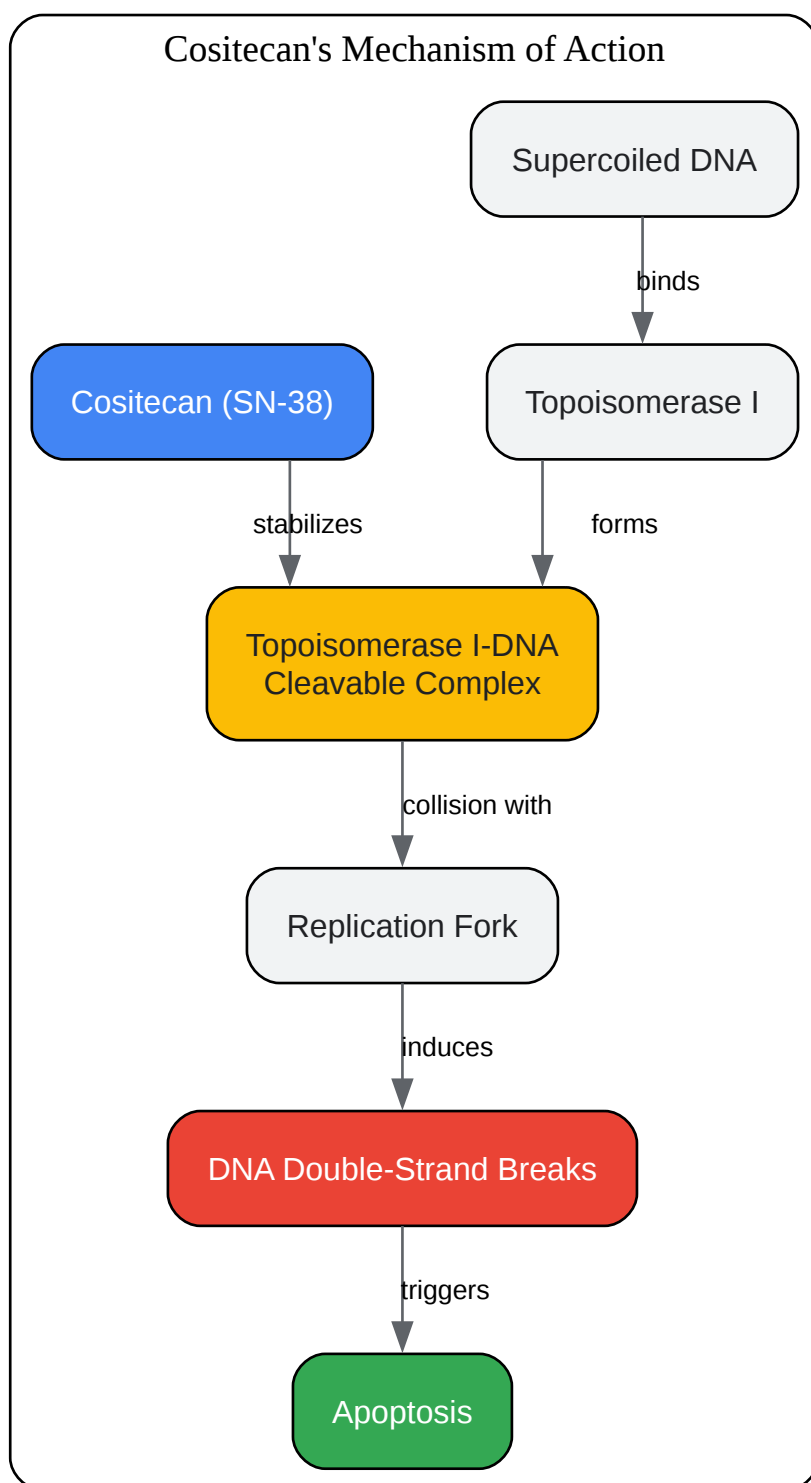 Cositecan's Mechanism of Action
Supercoiled DNA
binds
Cositecan (SN-38)
Topoisomerase I
stabilizes
forms
Topoisomerase I-DNA
Cleavable Complex
collision with
Replication Fork
induces
DNA Double-Strand Breaks
triggers
Apoptosis